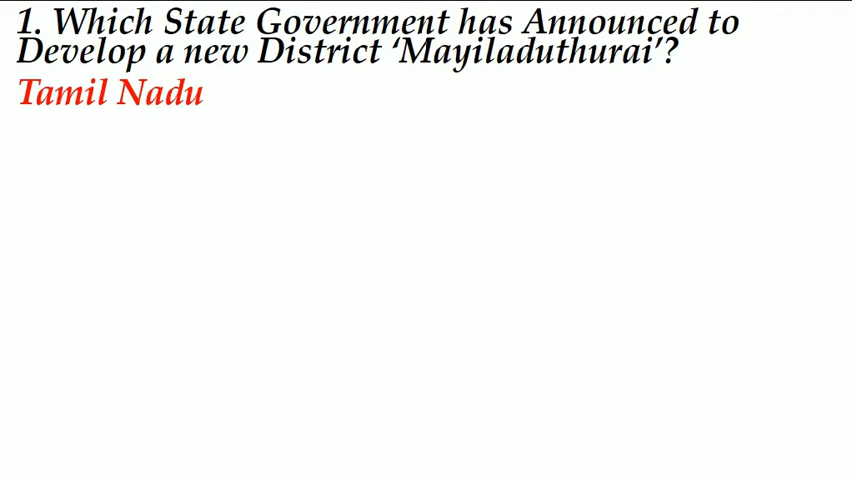 1. Which State Government has Announced to
Develop a new District ‘Mayiladuthurai’?
Tamil Nadu